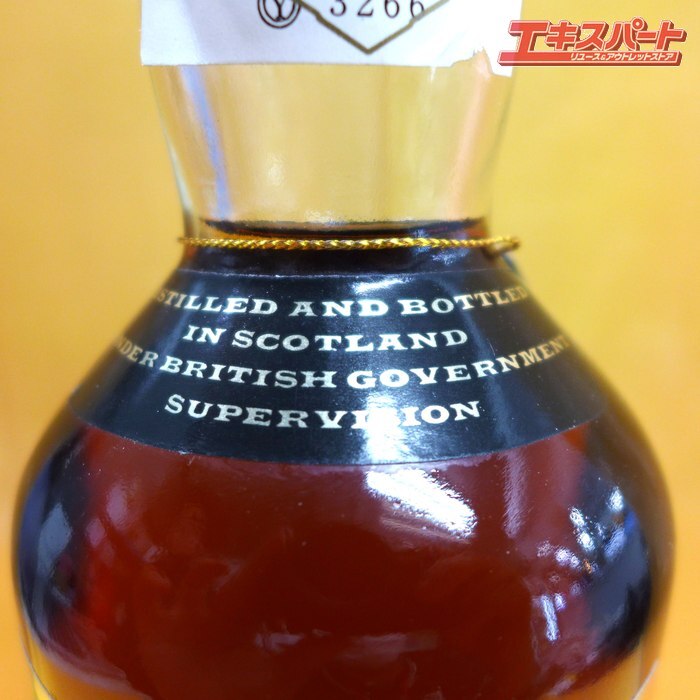 Ⓨ 3266
エキスパート
リユース&アウトレットストア
STILLED AND BOTTLED
IN SCOTLAND
NDER BRITISH GOVERNMENT
SUPERVISION